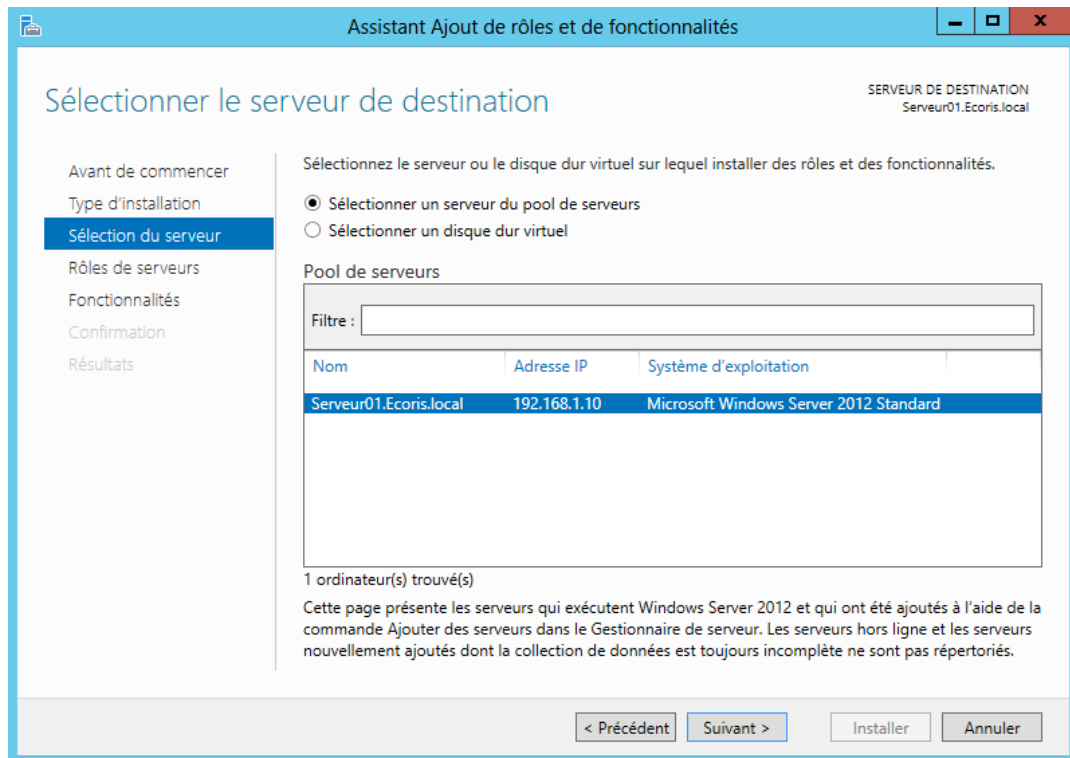 Assistant Ajout de rôles et de fonctionnalités
Sélectionner le serveur de destination
SERVEUR DE DESTINATION
Serveur01.Ecoris.local
Avant de commencer
Type d'installation
Sélection du serveur
Rôles de serveurs
Fonctionnalités
Confirmation
Résultats
Sélectionnez le serveur ou le disque dur virtuel sur lequel installer des rôles et des fonctionnalités.
Sélectionner un serveur du pool de serveurs
Sélectionner un disque dur virtuel
Pool de serveurs
Filtre :
Nom Adresse IP Système d'exploitation
Serveur01.Ecoris.local 192.168.1.10 Microsoft Windows Server 2012 Standard
1 ordinateur(s) trouvé(s)
Cette page présente les serveurs qui exécutent Windows Server 2012 et qui ont été ajoutés à l'aide de la
commande Ajouter des serveurs dans le Gestionnaire de serveur. Les serveurs hors ligne et les serveurs
nouvellement ajoutés dont la collection de données est toujours incomplète ne sont pas répertoriés.
< Précédent Suivant > Installer Annuler